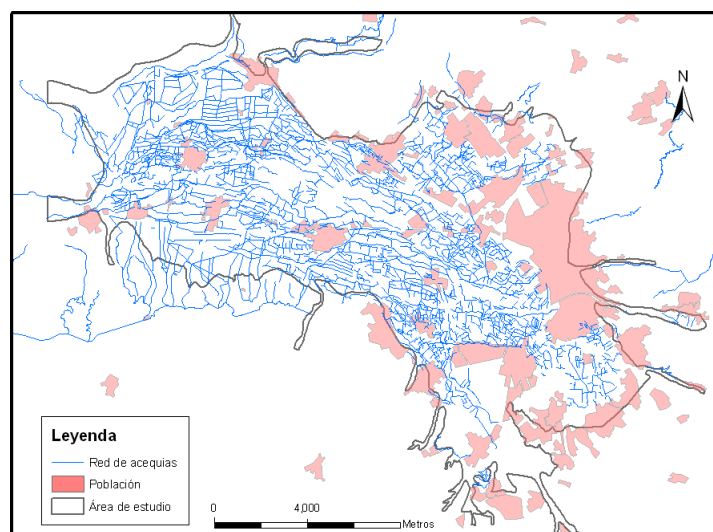 N
Leyenda
Red de acequias
Población
Área de estudio
0 4,000
Metros